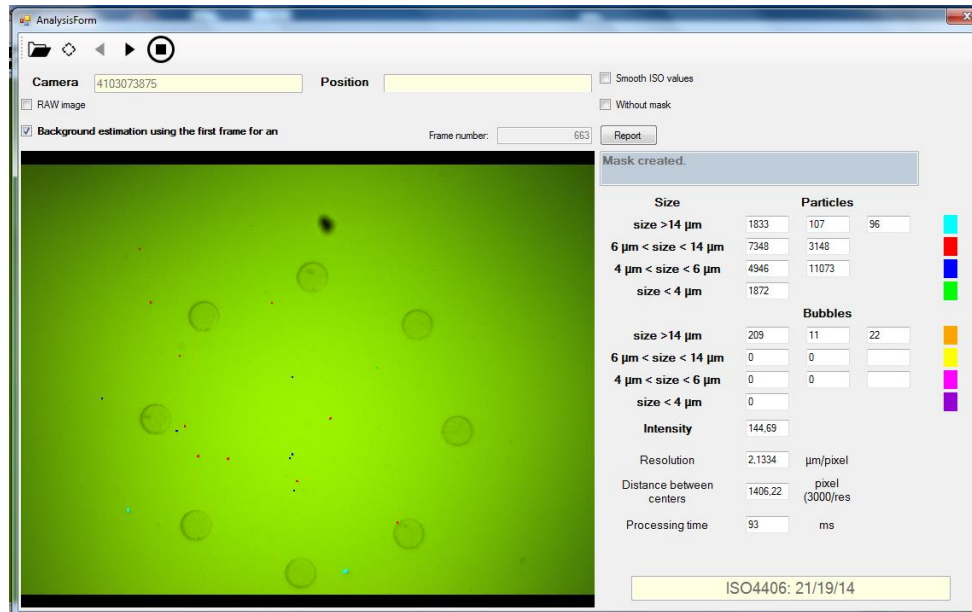 AnalysisForm
Camera 4103073875 Position
Smooth ISO values
RAW image
Without mask
Background estimation using the first frame for an
Frame number: 663
Report
Mask created.
Size Particles
size >14 µm 1833 107 96
6 µm < size < 14 µm 7348 3148
4 µm < size < 6 µm 4946 11073
size < 4 µm 1872
Bubbles
size >14 µm 209 11 22
6 µm < size < 14 µm 0 0
4 µm < size < 6 µm 0 0
size < 4 µm 0
Intensity 144,69
Resolution 2,1334 µm/pixel
Distance between centers 1406,22 pixel (3000/res
Processing time 93 ms
ISO4406: 21/19/14